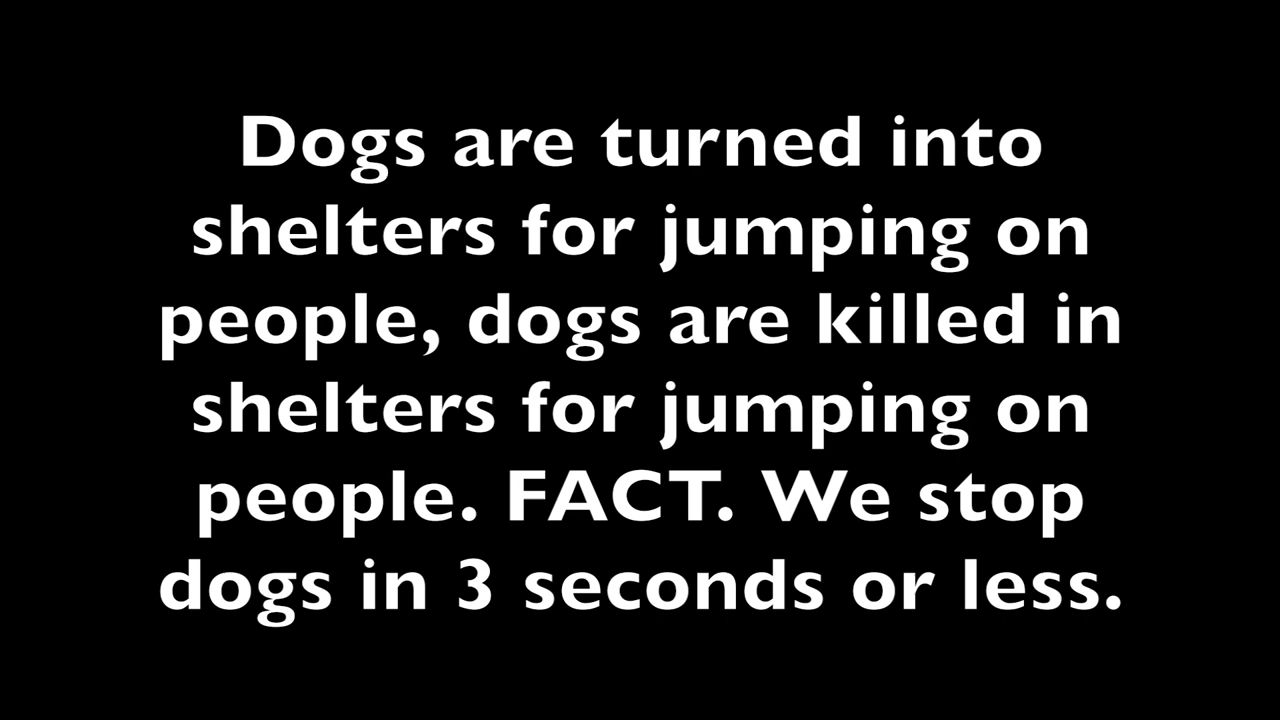 Dogs are turned into
shelters for jumping on
people, dogs are killed in
shelters for jumping on
people. FACT. We stop
dogs in 3 seconds or less.